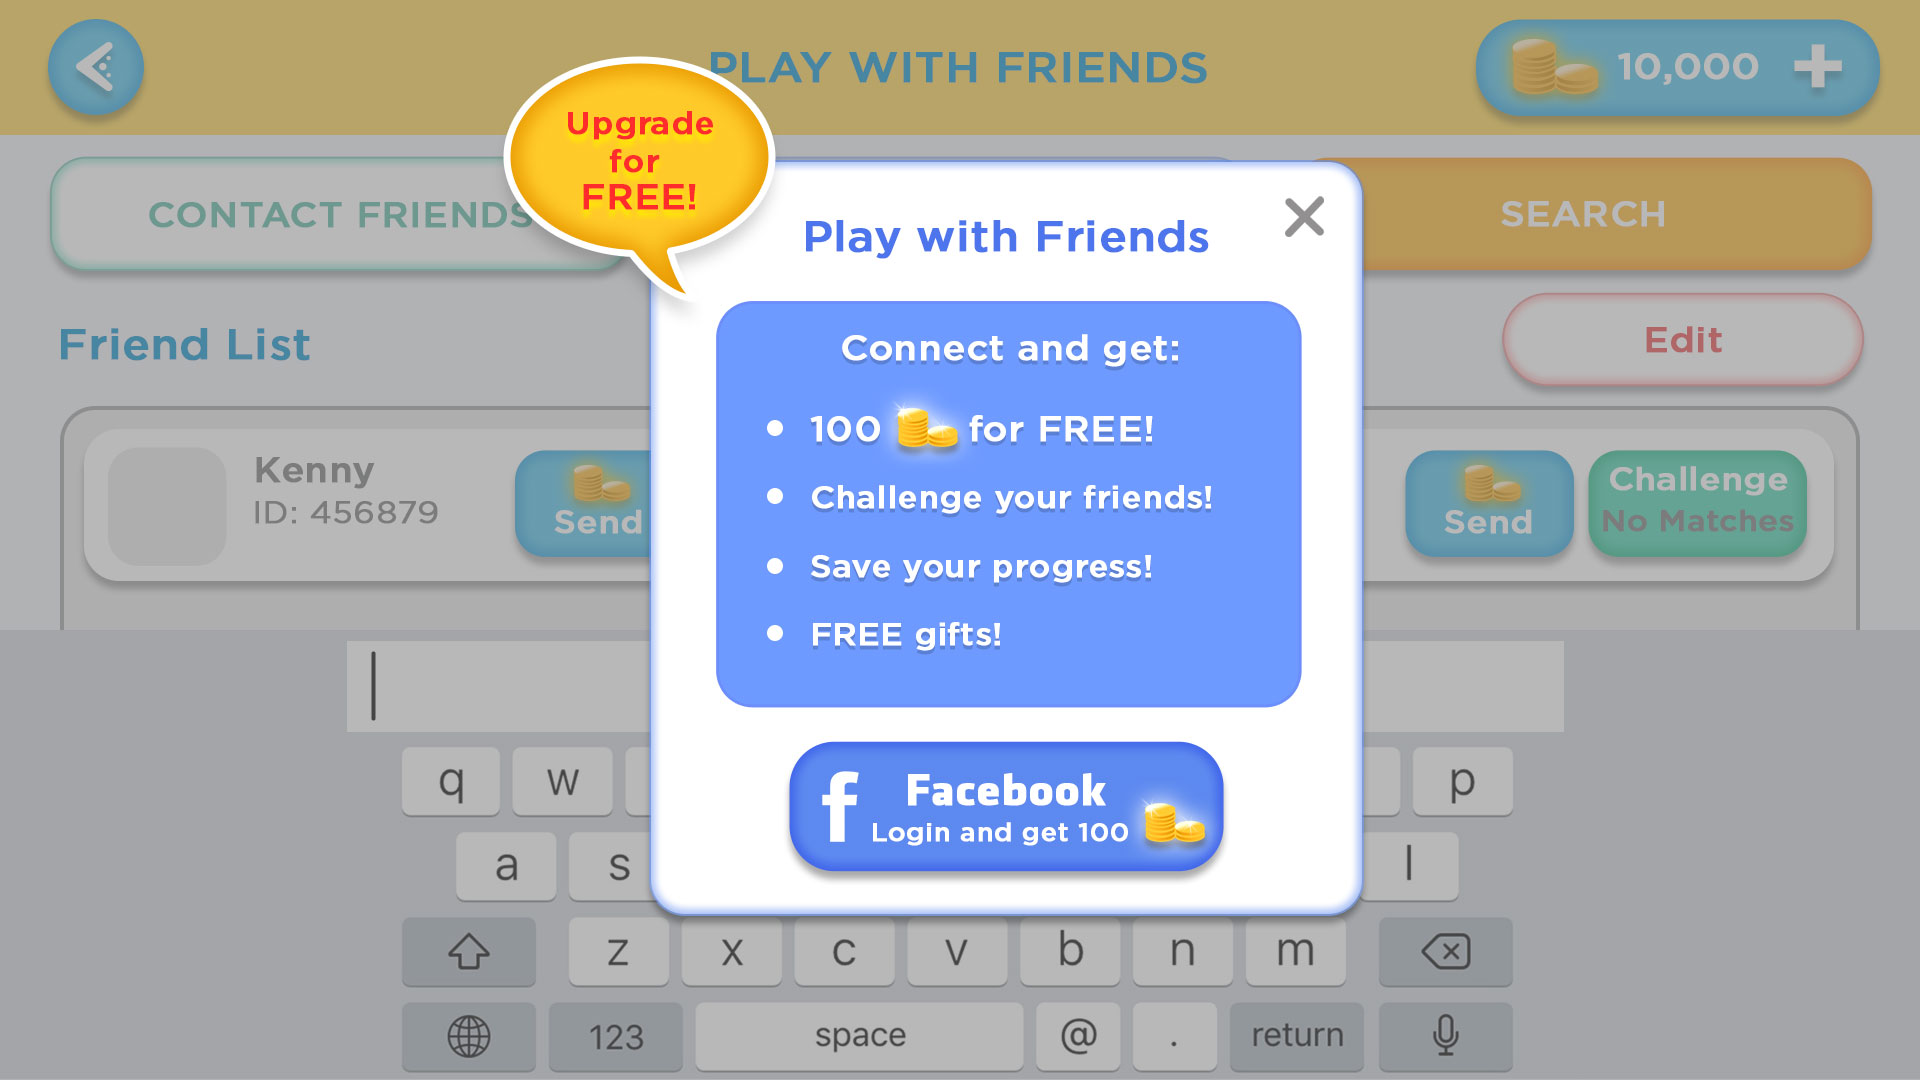 PLAY WITH FRIENDS
10,000
Upgrade
for
FREE!
CONTACT FRIENDS
SEARCH
Play with Friends
Friend List
Edit
Connect and get:
100 for FREE!
Challenge your friends!
Save your progress!
FREE gifts!
Kenny
ID: 456879
Send
Send
Challenge
No Matches
Facebook
Login and get 100
q w p
a s l
z x c v b n m
123 space @ . return